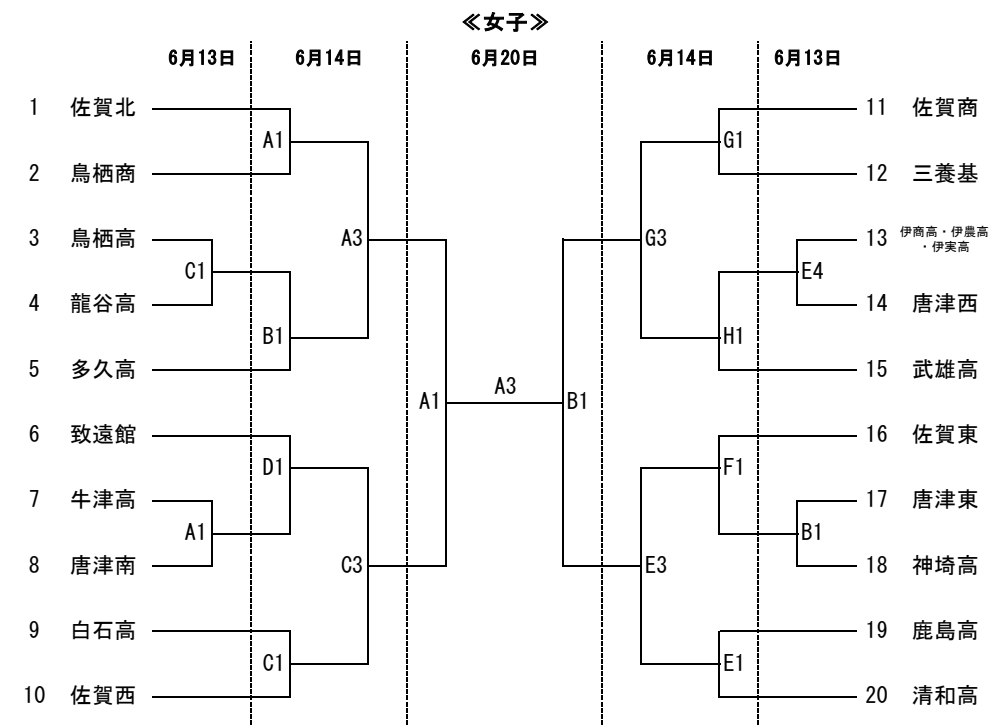 ≪女子≫
6月13日 6月14日 6月20日 6月14日 6月13日
1 佐賀北 11 佐賀商
A1 G1
2 鳥栖商 12 三養基
3 鳥栖高 A3 G3 13 伊商高・伊農高
・伊実高
C1 E4
4 龍谷高 14 唐津西
B1 H1
5 多久高 15 武雄高
A3
A1 B1
6 致遠館 16 佐賀東
D1 F1
7 牛津高 17 唐津東
A1 B1
8 唐津南 C3 E3 18 神埼高
9 白石高 19 鹿島高
C1 E1
10 佐賀西 20 清和高